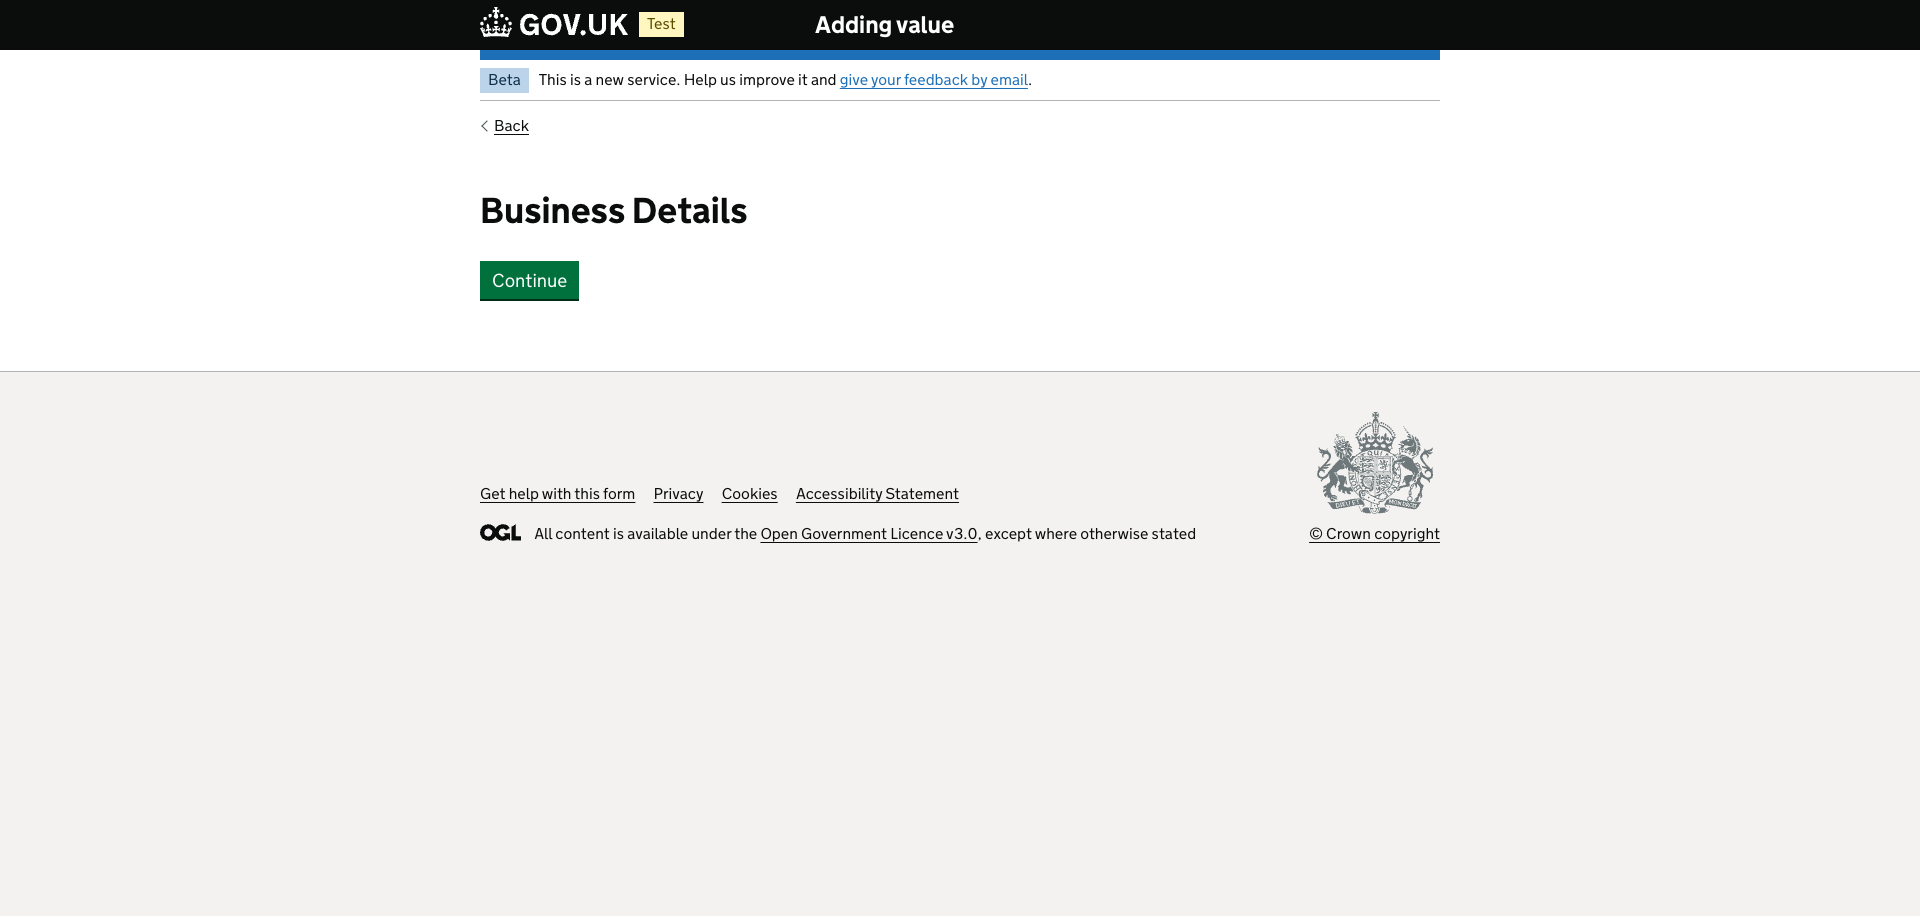 GOV.UK Test Adding value
Beta This is a new service. Help us improve it and give your feedback by email.
Back
Business Details
Continue
Get help with this form Privacy Cookies Accessibility Statement
OGL All content is available under the Open Government Licence v3.0, except where otherwise stated
© Crown copyright